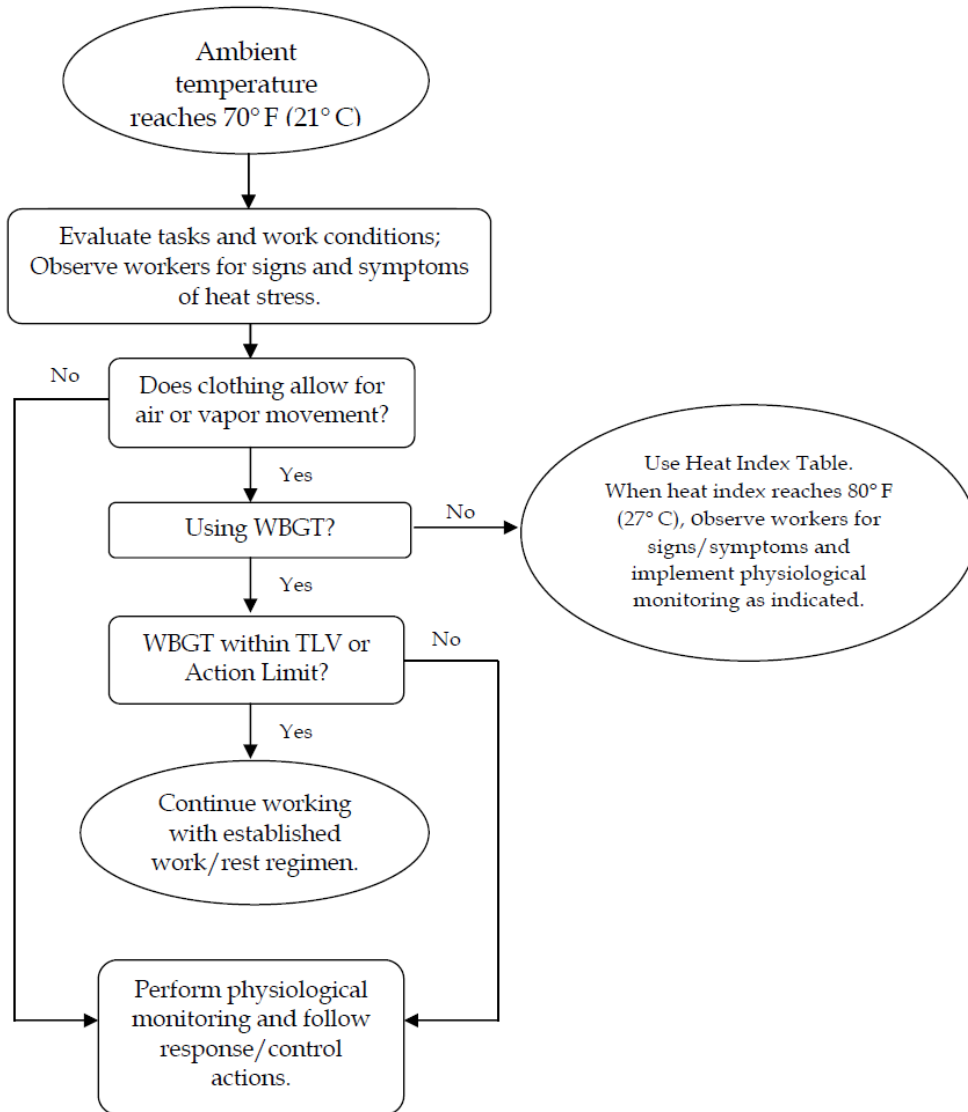 Ambient
temperature
reaches 70° F (21° C)
Evaluate tasks and work conditions;
Observe workers for signs and symptoms
of heat stress.
No
Does clothing allow for
air or vapor movement?
Yes
Using WBGT?
No
Use Heat Index Table.
When heat index reaches 80° F
(27° C), Observe workers for
signs/symptoms and
implement physiological
monitoring as indicated.
Yes
WBGT within TLV or
Action Limit?
No
Yes
Continue working
with established
work/rest regimen.
Perform physiological
monitoring and follow
response/control
actions.